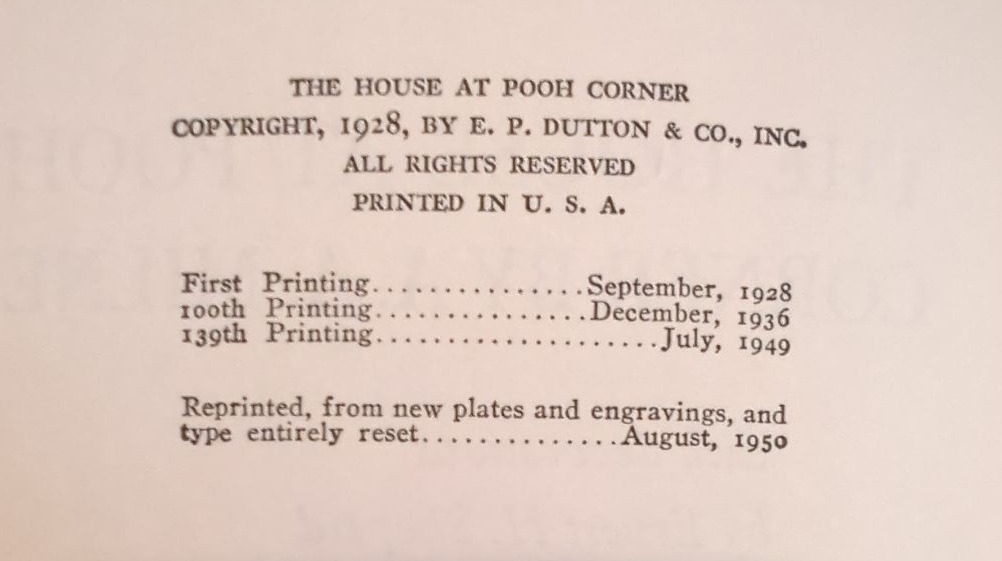 THE HOUSE AT POOH CORNER
COPYRIGHT, 1928, BY E. P. DUTTON & CO., INC.
ALL RIGHTS RESERVED
PRINTED IN U. S. A.
First Printing...............September, 1928
100th Printing...............December, 1936
139th Printing....................July, 1949
Reprinted, from new plates and engravings, and
type entirely reset..............August, 1950